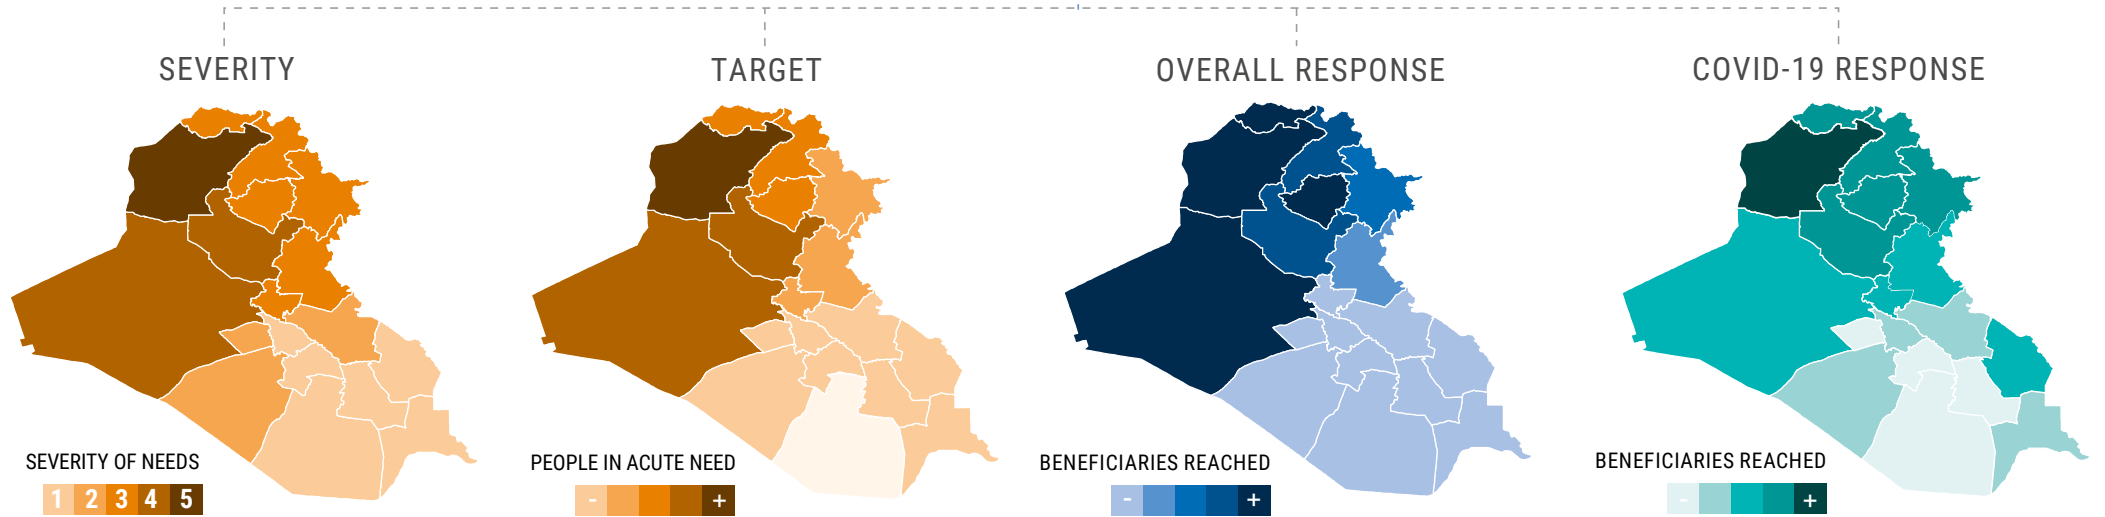 SEVERITY
TARGET
OVERALL RESPONSE
COVID-19 RESPONSE
SEVERITY OF NEEDS
1 2 3 4 5
PEOPLE IN ACUTE NEED
- +
BENEFICIARIES REACHED
- +
BENEFICIARIES REACHED
- +